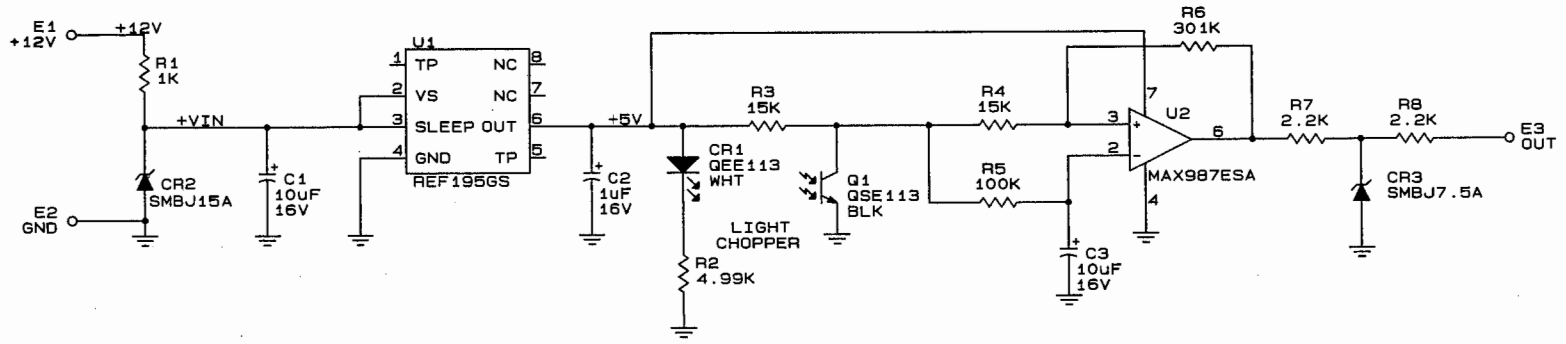 E1
+12V
+12V
R1
1K
+VIN
CR2
SMBJ15A
E2
GND
C1
10uF
16V
U1
1 TP NC 8
2 VS NC 7
3 SLEEP OUT 6
4 GND TP 5
REF195GS
+5V
C2
1uF
16V
CR1
QEE113
WHT
R2
4.99K
LIGHT
CHOPPER
R3
15K
Q1
QSE113
BLK
R4
15K
R5
100K
C3
10uF
16V
R6
301K
7
U2
3 +
2 -
6
4
MAX987ESA
R7
2.2K
CR3
SMBJ7.5A
R8
2.2K
E3
OUT